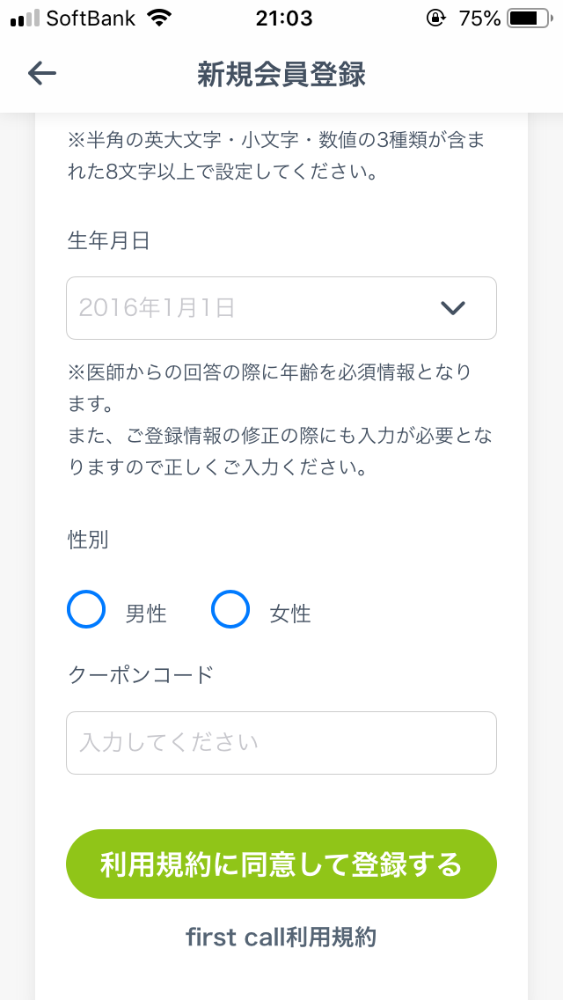 SoftBank 21:03 75%
新規会員登録
※半角の英大文字・小文字・数値の3種類が含ま
れた8文字以上で設定してください。
生年月日
2016年1月1日
※医師からの回答の際に年齢を必須情報となり
ます。
また、ご登録情報の修正の際にも入力が必要とな
りますので正しくご入力ください。
性別
男性 女性
クーポンコード
入力してください
利用規約に同意して登録する
first call利用規約